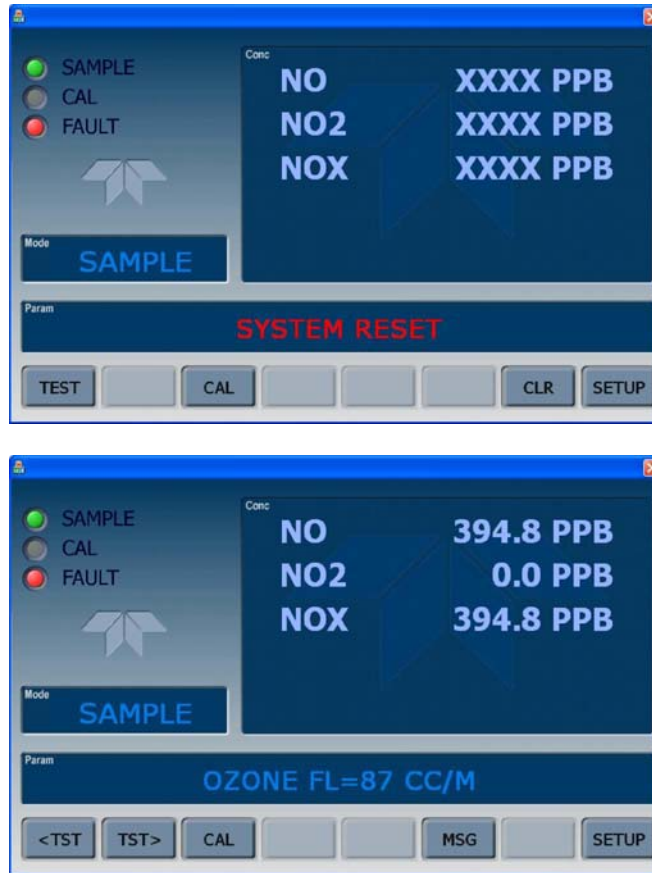 SAMPLE
CAL
FAULT
Conc
NO XXXX PPB
NO2 XXXX PPB
NOX XXXX PPB
Mode
SAMPLE
Param
SYSTEM RESET
TEST CAL CLR SETUP
SAMPLE
CAL
FAULT
Conc
NO 394.8 PPB
NO2 0.0 PPB
NOX 394.8 PPB
Mode
SAMPLE
Param
OZONE FL=87 CC/M
<TST TST> CAL MSG SETUP